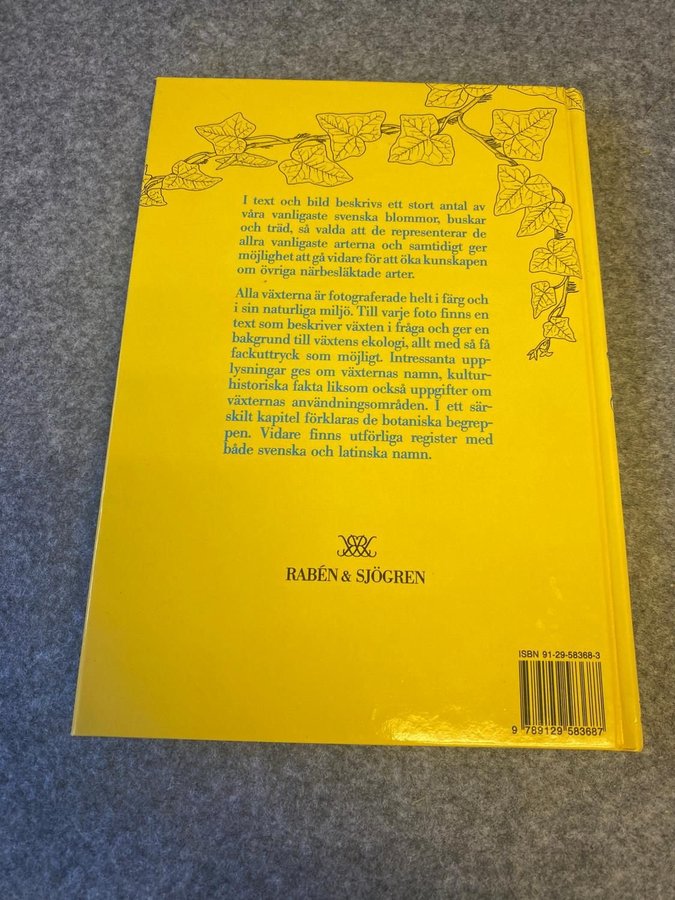 I text och bild beskrivs ett stort antal av
våra vanligaste svenska blommor, buskar
och träd, så valda att de representerar de
allra vanligaste arterna och samtidigt ger
möjlighet att gå vidare för att öka kunskapen
om övriga närbesläktade arter.
Alla växterna är fotograferade helt i färg och
i sin naturliga miljö. Till varje foto finns en
text som beskriver växten i fråga och ger en
bakgrund till växtens ekologi, allt med så få
fackuttryck som möjligt. Intressanta upp-
lysningar ges om växternas namn, kultur-
historiska fakta liksom också uppgifter om
växternas användningsområden. I ett sär-
skilt kapitel förklaras de botaniska begrep-
pen. Vidare finns utförliga register med
både svenska och latinska namn.
RABÉN & SJÖGREN
ISBN 91-29-58368-3
9 789129 583687